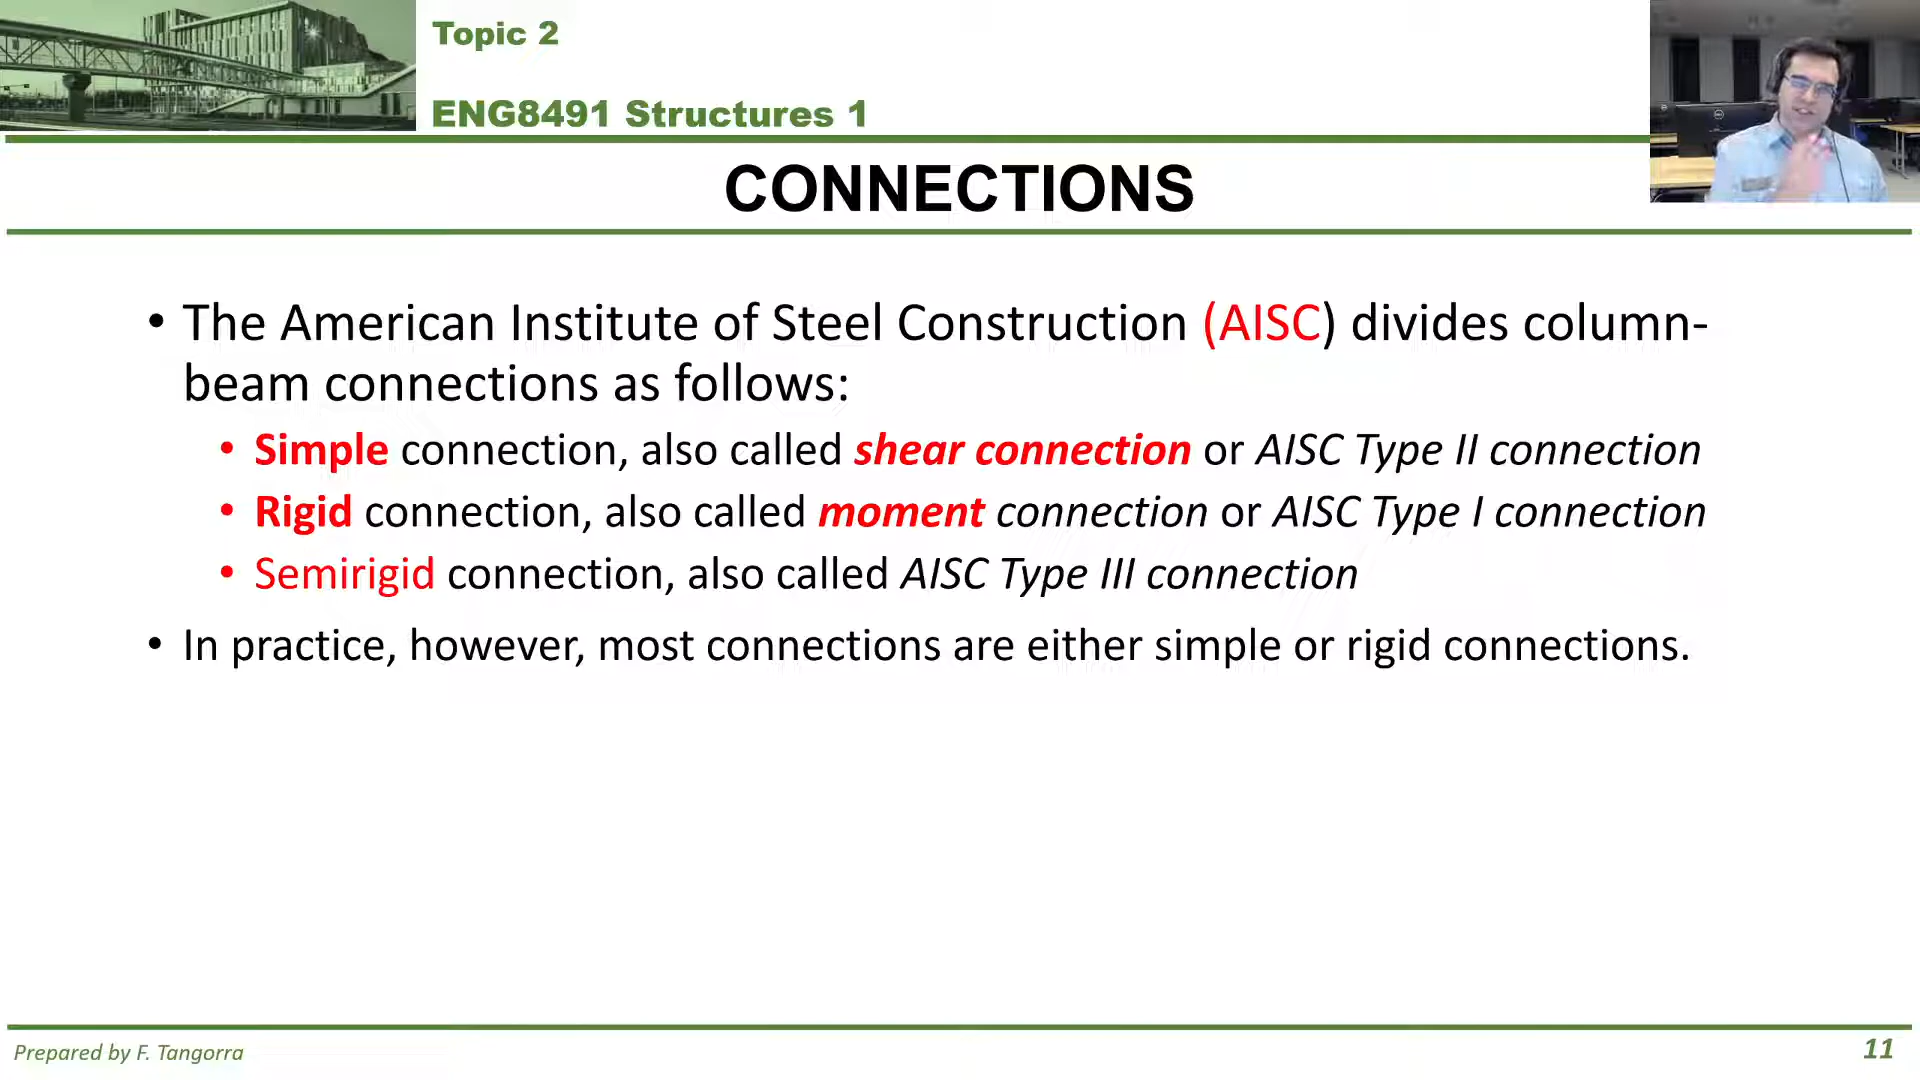 Topic 2
ENG8491 Structures 1
CONNECTIONS
• The American Institute of Steel Construction (AISC) divides column-
beam connections as follows:
• Simple connection, also called shear connection or AISC Type II connection
• Rigid connection, also called moment connection or AISC Type I connection
• Semirigid connection, also called AISC Type III connection
• In practice, however, most connections are either simple or rigid connections.
Prepared by F. Tangorra
11